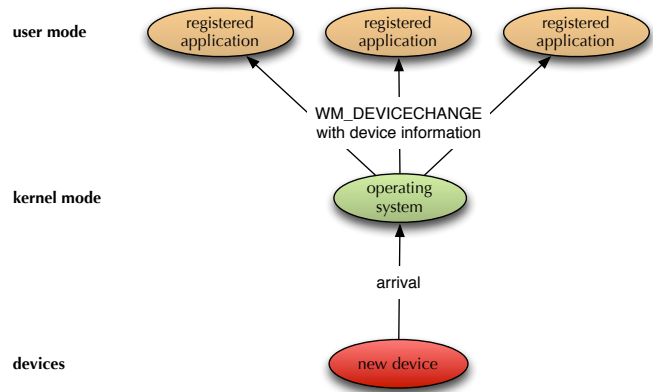 user mode
registered
application
registered
application
registered
application
WM_DEVICECHANGE
with device information
kernel mode
operating
system
arrival
devices
new device